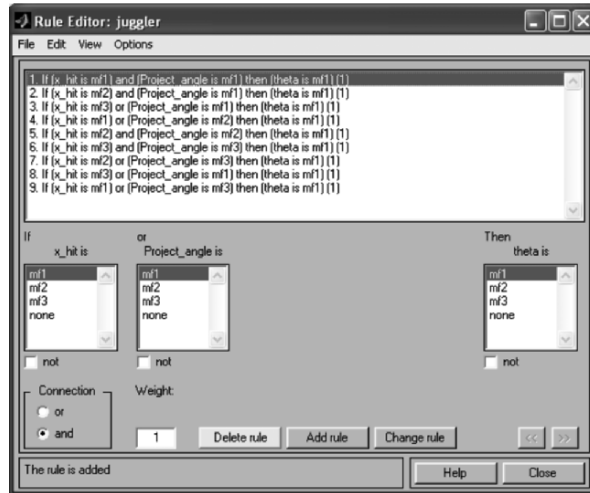 Rule Editor: juggler
File Edit View Options
1. If (x_hit is mf1) and (Project_angle is mf1) then (theta is mf1) (1)
2. If (x_hit is mf2) and (Project_angle is mf1) then (theta is mf1) (1)
3. If (x_hit is mf3) or (Project_angle is mf1) then (theta is mf1) (1)
4. If (x_hit is mf1) or (Project_angle is mf2) then (theta is mf1) (1)
5. If (x_hit is mf2) and (Project_angle is mf2) then (theta is mf1) (1)
6. If (x_hit is mf3) and (Project_angle is mf3) then (theta is mf1) (1)
7. If (x_hit is mf2) or (Project_angle is mf3) then (theta is mf1) (1)
8. If (x_hit is mf3) or (Project_angle is mf1) then (theta is mf1) (1)
9. If (x_hit is mf1) or (Project_angle is mf3) then (theta is mf1) (1)
If or Then
x_hit is Project_angle is theta is
mf1 mf1 mf1
mf2 mf2 mf2
mf3 mf3 mf3
none none none
not not not
Connection Weight:
or
and 1 Delete rule Add rule Change rule << >>
The rule is added Help Close